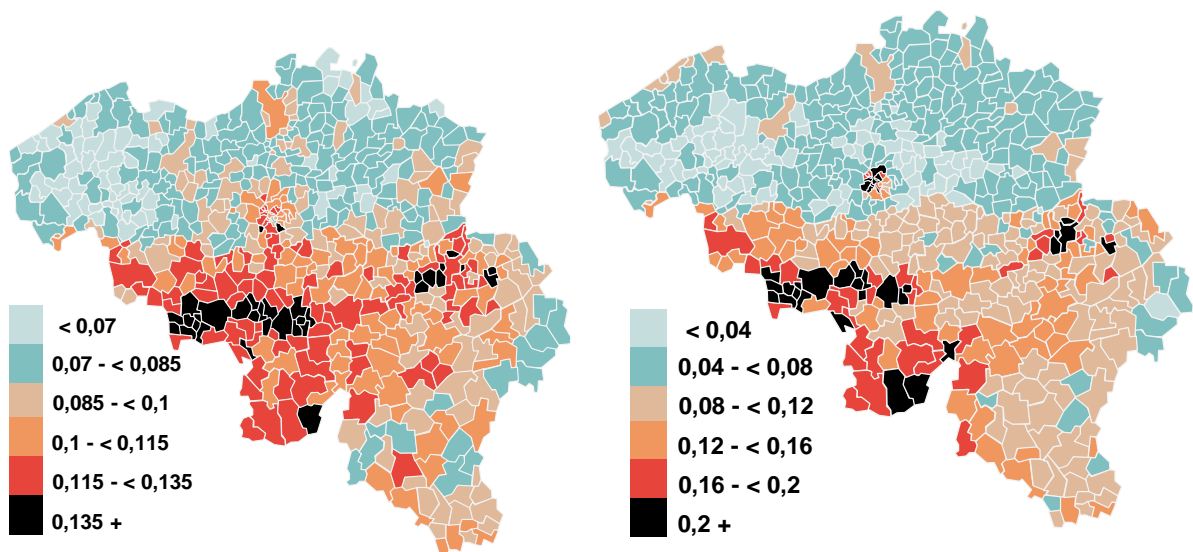 < 0,07
0,07 - < 0,085
0,085 - < 0,1
0,1 - < 0,115
0,115 - < 0,135
0,135 +
< 0,04
0,04 - < 0,08
0,08 - < 0,12
0,12 - < 0,16
0,16 - < 0,2
0,2 +